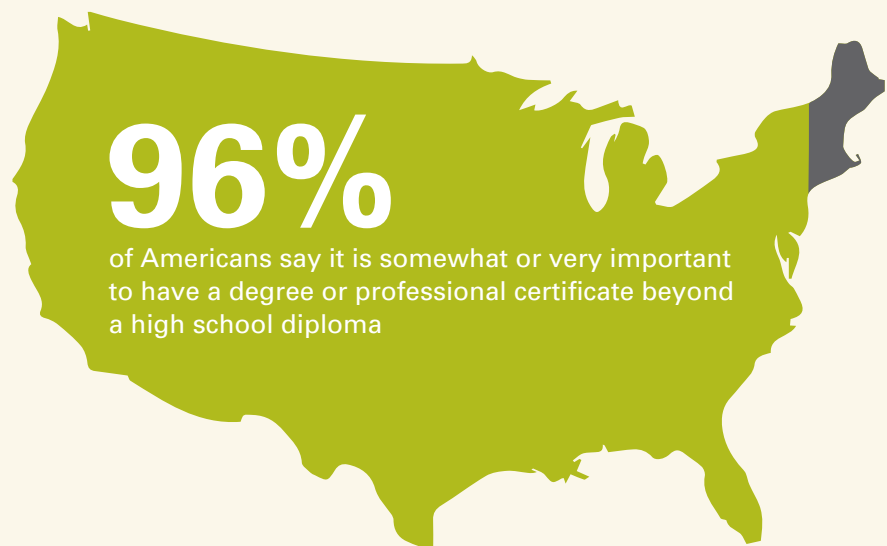 96%
of Americans say it is somewhat or very important
to have a degree or professional certificate beyond
a high school diploma